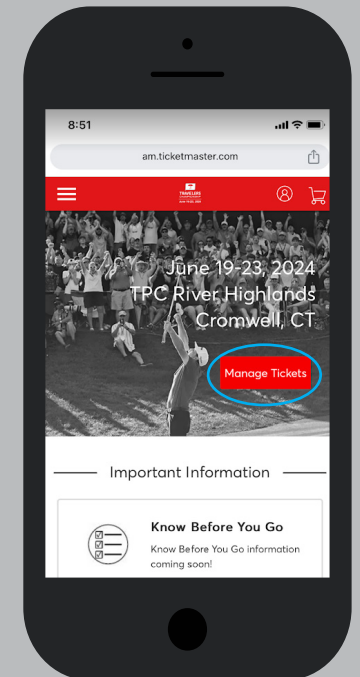 8:51
am.ticketmaster.com
TRAVELERS
June 19-23, 2024
TPC River Highlands
Cromwell, CT
Manage Tickets
Important Information
Know Before You Go
Know Before You Go information
coming soon!